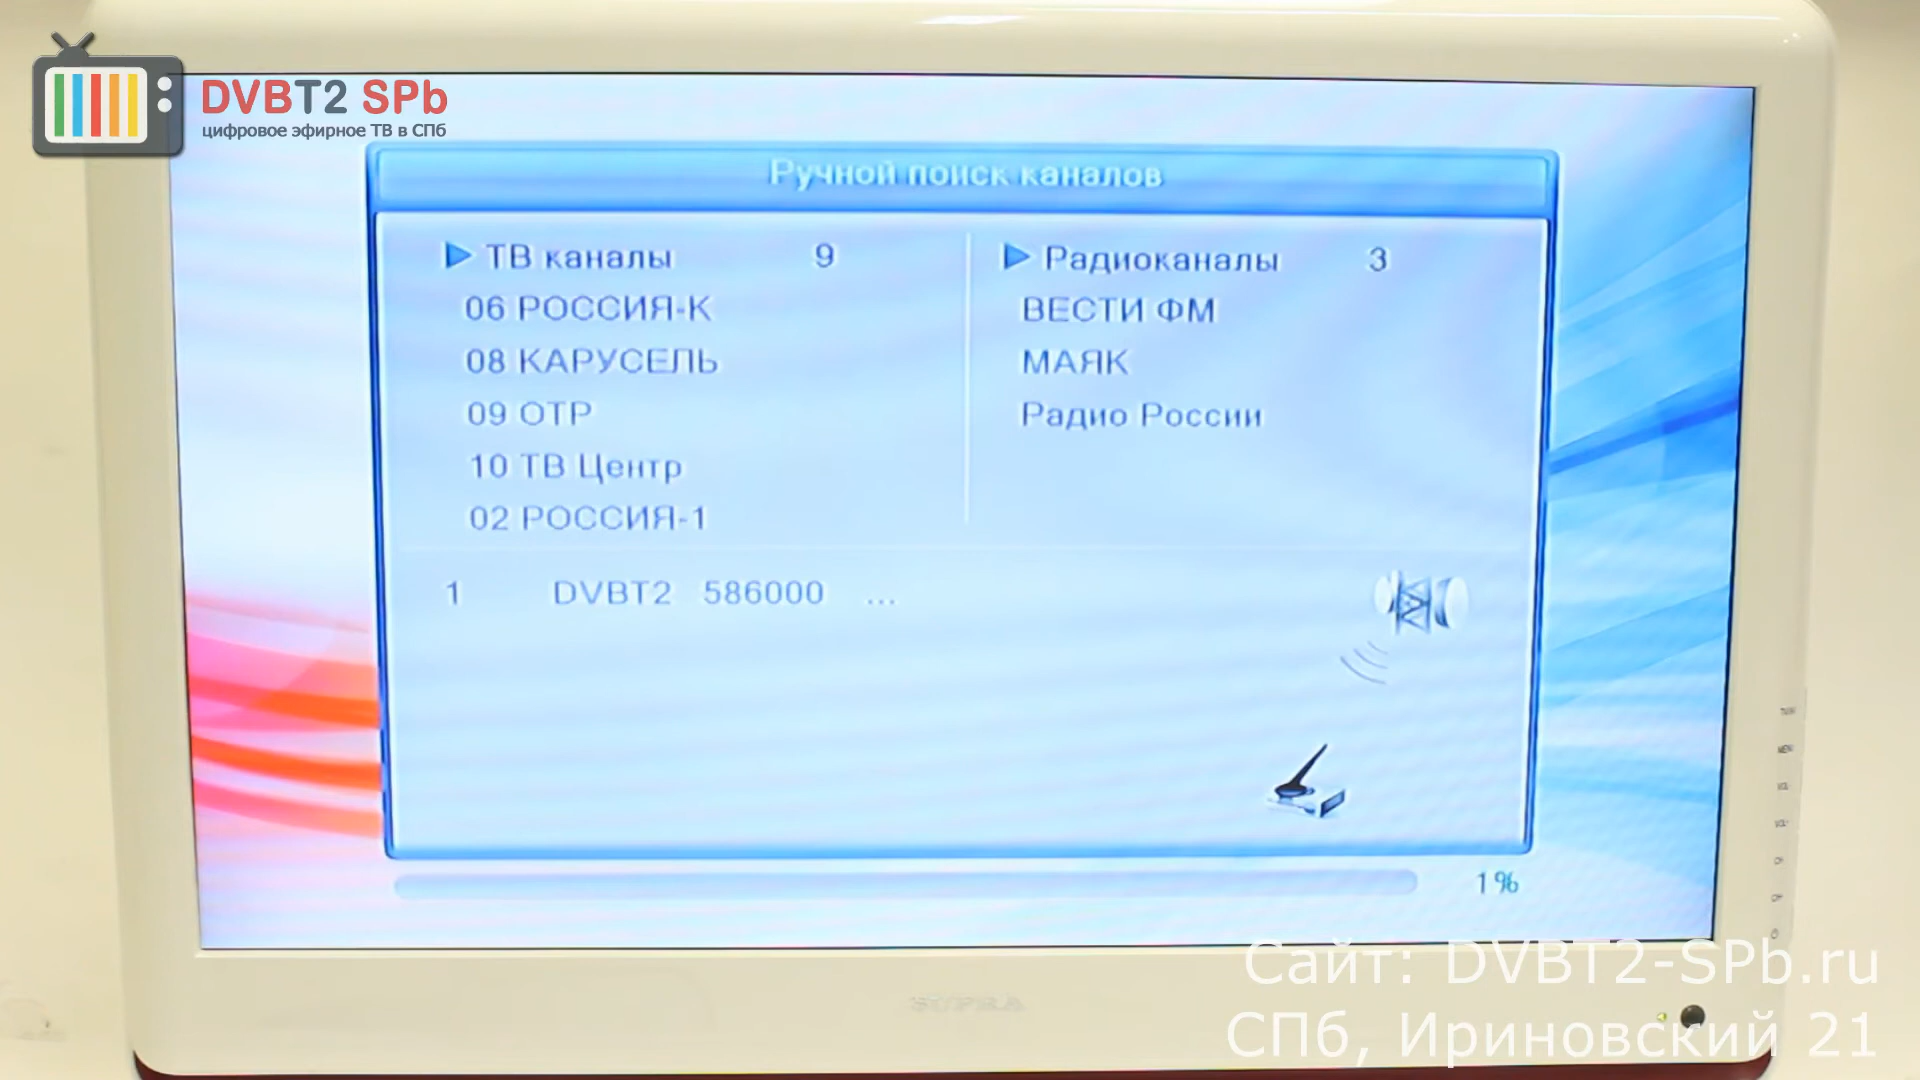 DVBT2 SPb
цифровое эфирное ТВ в СПб
Ручной поиск каналов
ТВ каналы 9
06 РОССИЯ-К
08 КАРУСЕЛЬ
09 ОТР
10 ТВ Центр
02 РОССИЯ-1
Радиоканалы 3
ВЕСТИ ФМ
МАЯК
Радио России
1 DVBT2 586000 ...
1%
MENU
SUPRA
Сайт: DVBT2-SPb.ru
СПб, Ириновский 21